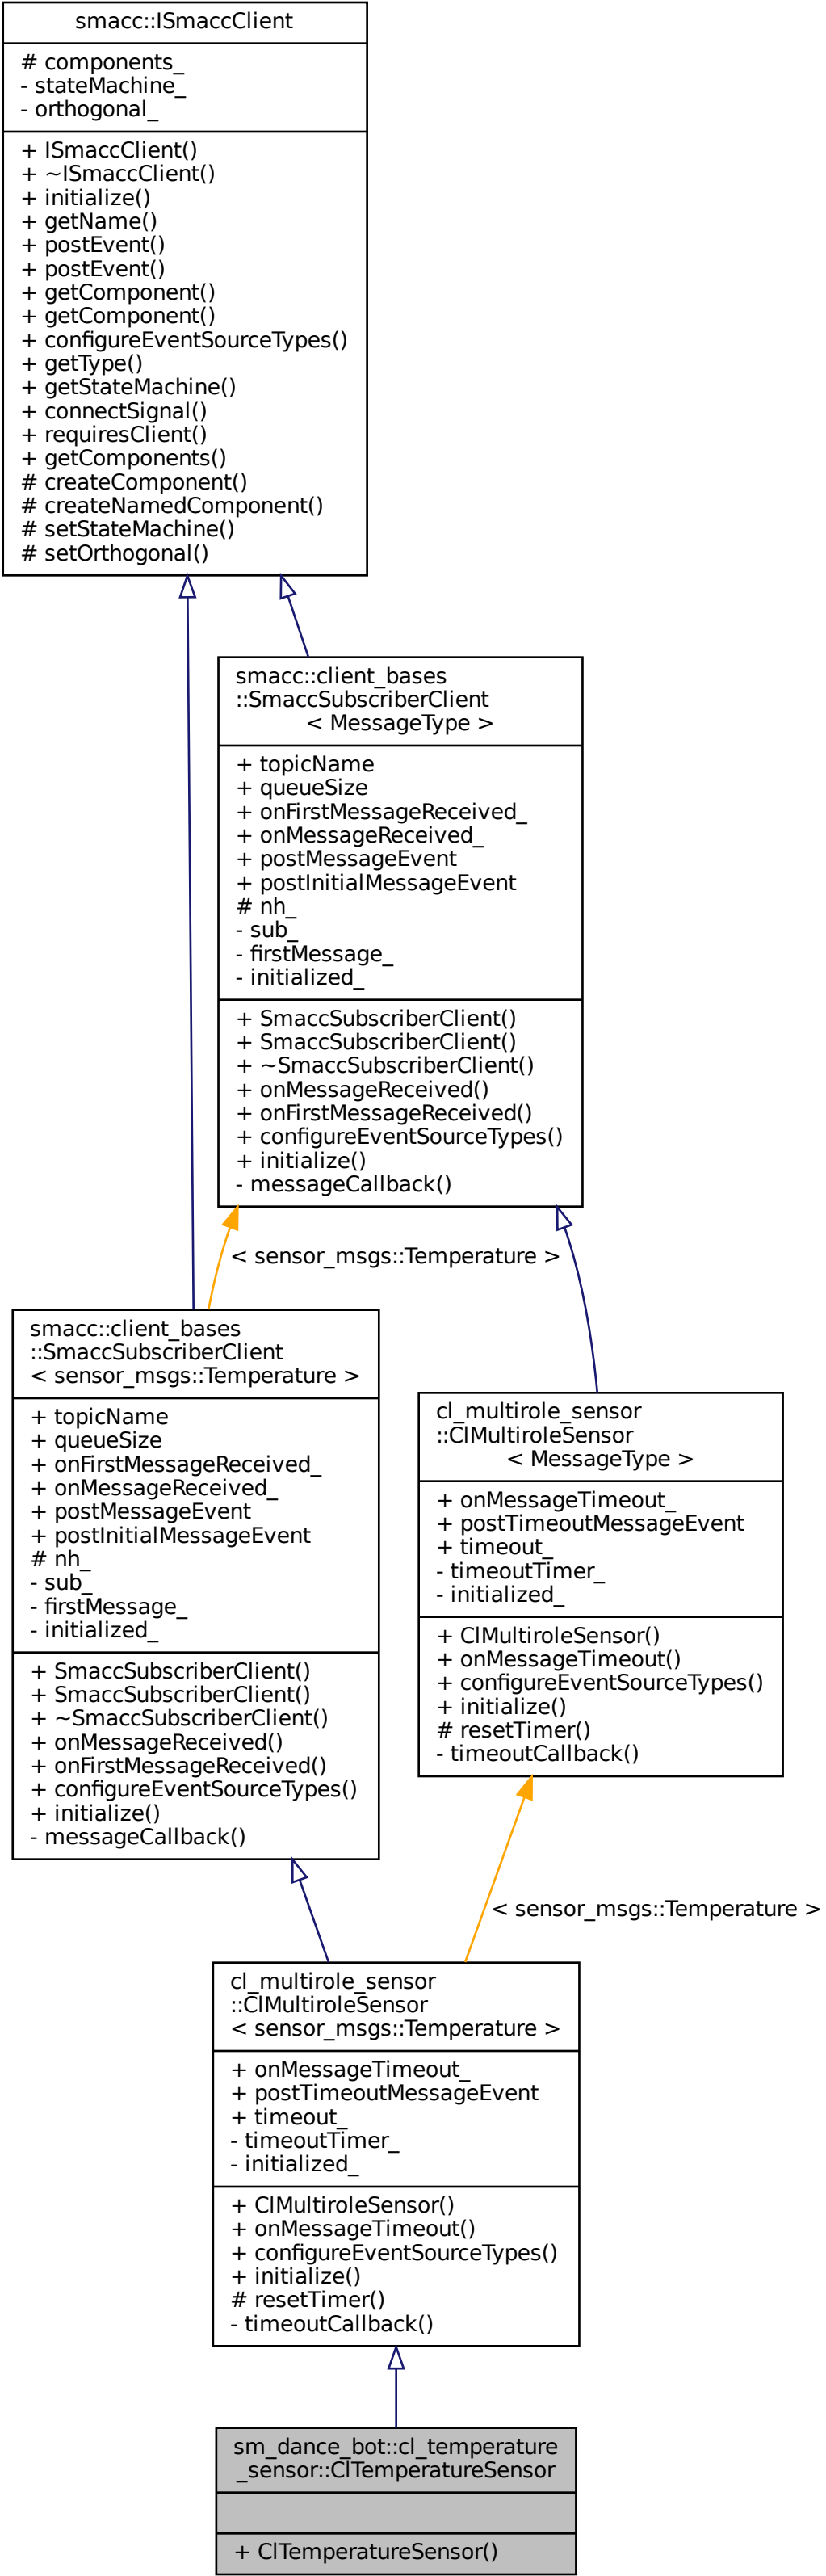 smacc::ISmaccClient
# components_
- stateMachine_
- orthogonal_
+ ISmaccClient()
+ ~ISmaccClient()
+ initialize()
+ getName()
+ postEvent()
+ postEvent()
+ getComponent()
+ getComponent()
+ configureEventSourceTypes()
+ getType()
+ getStateMachine()
+ connectSignal()
+ requiresClient()
+ getComponents()
# createComponent()
# createNamedComponent()
# setStateMachine()
# setOrthogonal()
smacc::client_bases
::SmaccSubscriberClient
< MessageType >
+ topicName
+ queueSize
+ onFirstMessageReceived_
+ onMessageReceived_
+ postMessageEvent
+ postInitialMessageEvent
# nh_
- sub_
- firstMessage_
- initialized_
+ SmaccSubscriberClient()
+ SmaccSubscriberClient()
+ ~SmaccSubscriberClient()
+ onMessageReceived()
+ onFirstMessageReceived()
+ configureEventSourceTypes()
+ initialize()
- messageCallback()
< sensor_msgs::Temperature >
smacc::client_bases
::SmaccSubscriberClient
< sensor_msgs::Temperature >
+ topicName
+ queueSize
+ onFirstMessageReceived_
+ onMessageReceived_
+ postMessageEvent
+ postInitialMessageEvent
# nh_
- sub_
- firstMessage_
- initialized_
+ SmaccSubscriberClient()
+ SmaccSubscriberClient()
+ ~SmaccSubscriberClient()
+ onMessageReceived()
+ onFirstMessageReceived()
+ configureEventSourceTypes()
+ initialize()
- messageCallback()
cl_multirole_sensor
::ClMultiroleSensor
< MessageType >
+ onMessageTimeout_
+ postTimeoutMessageEvent
+ timeout_
- timeoutTimer_
- initialized_
+ ClMultiroleSensor()
+ onMessageTimeout()
+ configureEventSourceTypes()
+ initialize()
# resetTimer()
- timeoutCallback()
< sensor_msgs::Temperature >
cl_multirole_sensor
::ClMultiroleSensor
< sensor_msgs::Temperature >
+ onMessageTimeout_
+ postTimeoutMessageEvent
+ timeout_
- timeoutTimer_
- initialized_
+ ClMultiroleSensor()
+ onMessageTimeout()
+ configureEventSourceTypes()
+ initialize()
# resetTimer()
- timeoutCallback()
sm_dance_bot::cl_temperature
_sensor::ClTemperatureSensor
+ ClTemperatureSensor()